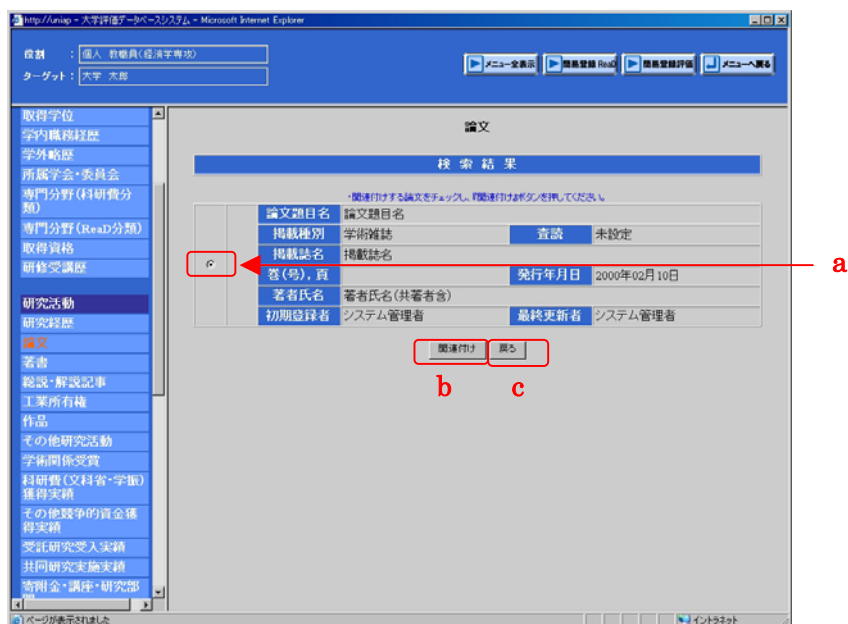 http://uniap - 大学評価データベースシステム - Microsoft Internet Explorer
役割 : 個人 教職員(経済学専攻)
ターゲット : 大学 太郎
メニュー全表示 簡易登録 ReaD 簡易登録評価 メニューへ戻る
取得学位
学内職務経歴
学外略歴
所属学会・委員会
専門分野(科研費分
類)
専門分野(ReaD分類)
取得資格
研修受講歴
研究活動
研究経歴
論文
著書
総説・解説記事
工業所有権
作品
その他研究活動
学術関係受賞
科研費(文科省・学振)
獲得実績
その他競争的資金獲
得実績
受託研究受入実績
共同研究実施実績
寄附金・講座・研究部
論文
検 索 結 果
・関連付けする論文をチェックし、『関連付け』ボタンを押してください。
論文題目名 論文題目名
掲載種別 学術雑誌 査読 未設定
掲載誌名 掲載誌名
巻(号), 頁 発行年月日 2000年02月10日
著者氏名 著者氏名(共著者含)
初期登録者 システム管理者 最終更新者 システム管理者
関連付け 戻る
a
b c
ページが表示されました イントラネット